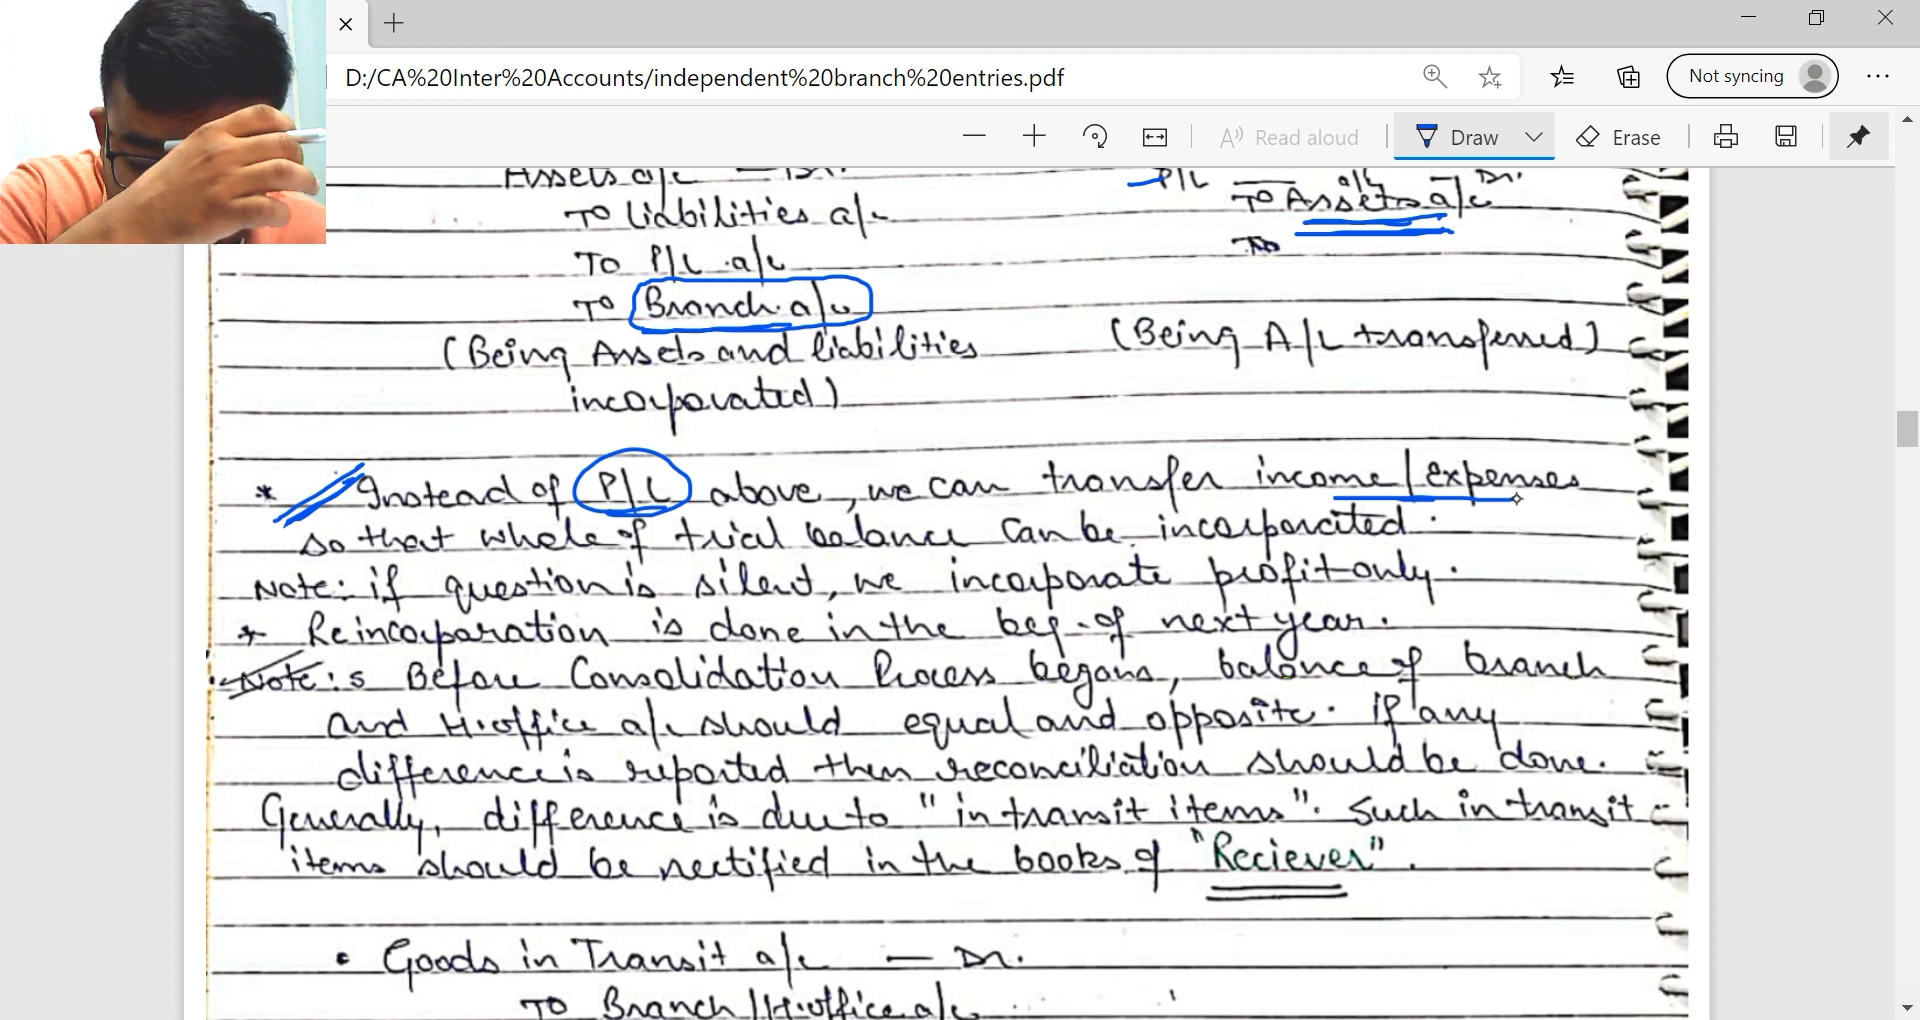 D:/CA%20Inter%20Accounts/independent%20branch%20entries.pdf
Not syncing
Read aloud
Draw
Erase
Assets a/c — Dr.
To liabilities a/c
To P/L a/c
To Branch a/c
(Being Assets and liabilities
incorporated)
P/L a/c — Dr.
To Assets a/c
To
(Being A/L transferred)
* Instead of P/L above, we can transfer income/expenses
so that whole of trial balance can be incorporated.
Note: if question is silent, we incorporate profit only.
* Reincorporation is done in the beg. of next year.
Note:s Before Consolidation Process begans, balance of branch
and H.office a/c should equal and opposite. if any
difference is reported then reconciliation should be done.
Generally, difference is due to "in transit items". Such in transit
items should be rectified in the books of "Reciever".
• Goods in Transit a/c — Dr.
To Branch/H.office a/c